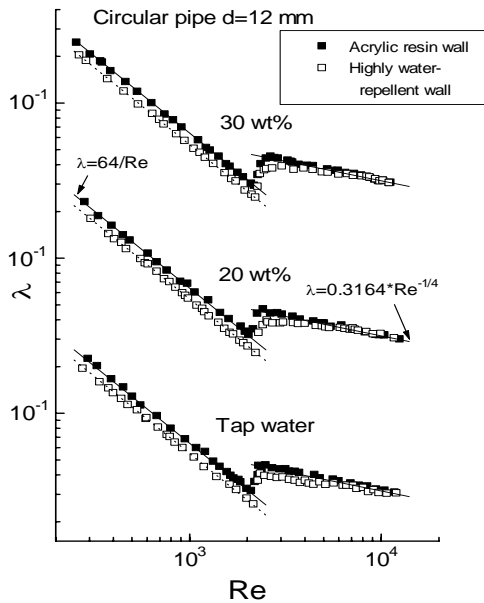 Circular pipe d=12 mm
Acrylic resin wall
Highly water-
repellent wall
10⁻¹
30 wt%
λ=64/Re
10⁻¹
λ
20 wt%
λ=0.3164*Re⁻¹/⁴
10⁻¹
Tap water
10³
10⁴
Re